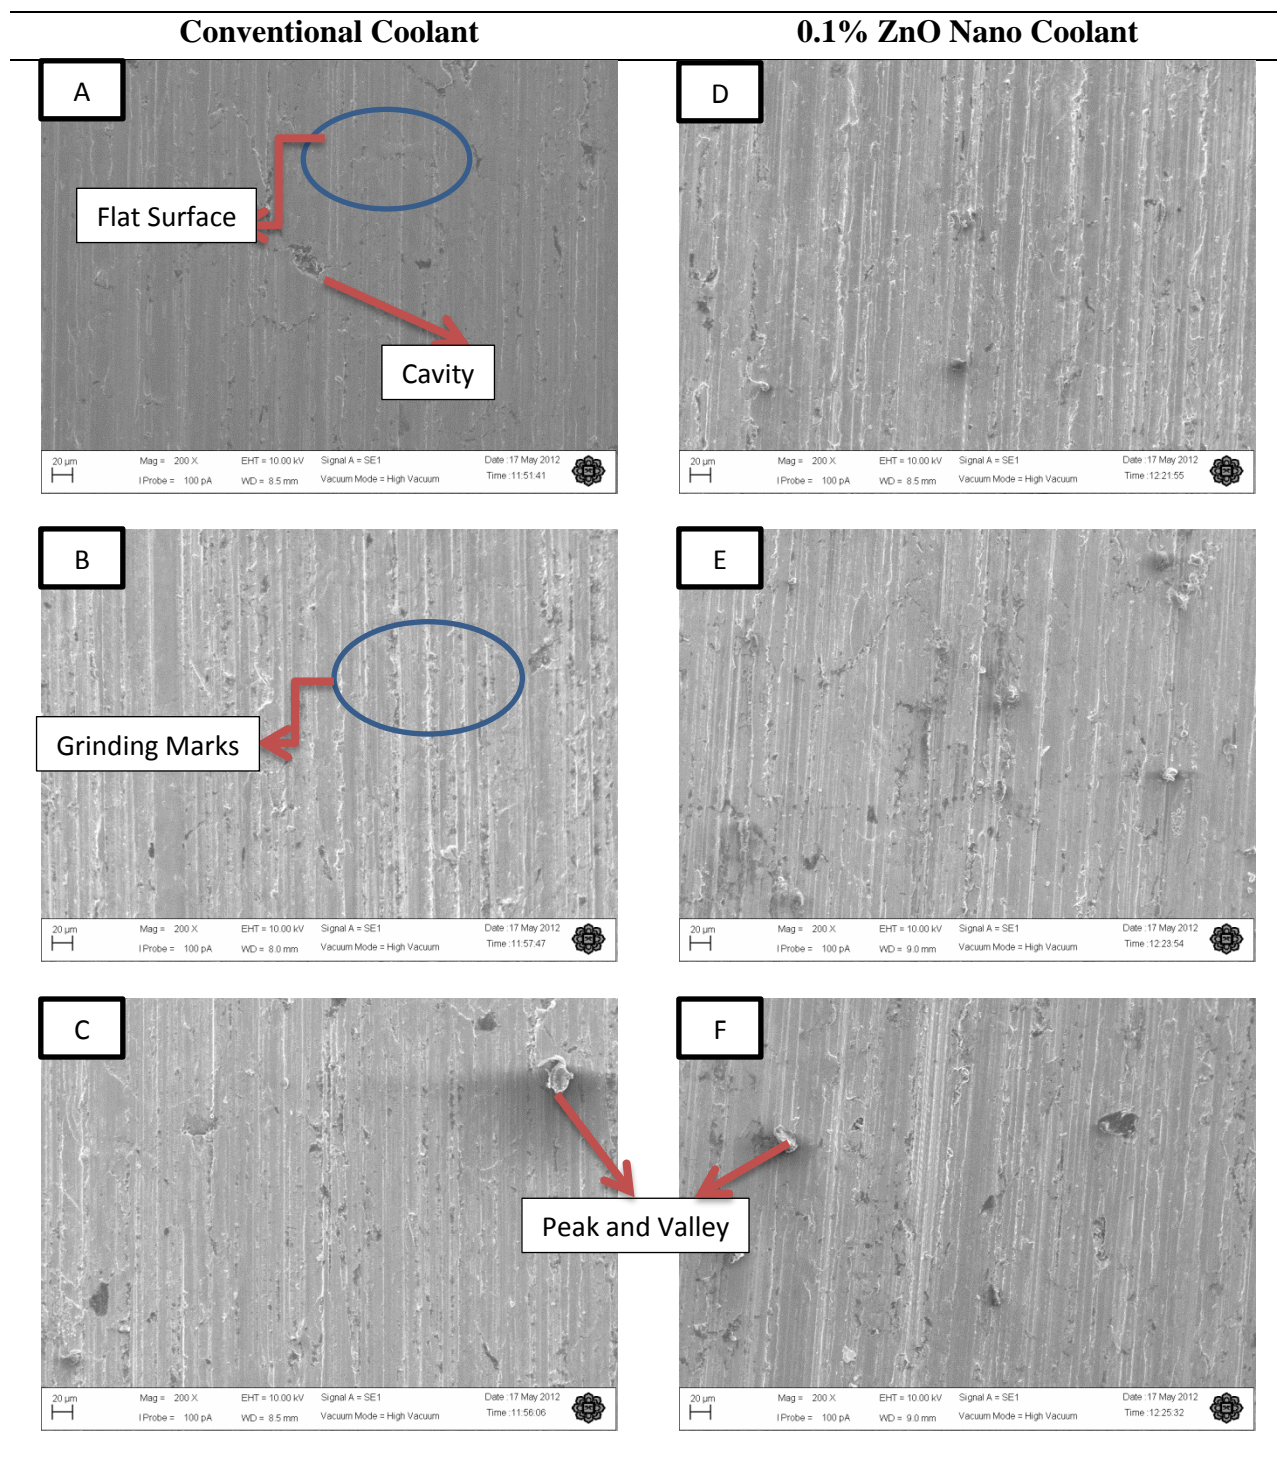 Conventional Coolant
0.1% ZnO Nano Coolant
A
Flat Surface
Cavity
20 µm
Mag = 200 X
EHT = 10.00 kV
Signal A = SE1
Date :17 May 2012
I Probe = 100 pA
WD = 8.5 mm
Vacuum Mode = High Vacuum
Time :11:51:41
D
20 µm
Mag = 200 X
EHT = 10.00 kV
Signal A = SE1
Date :17 May 2012
I Probe = 100 pA
WD = 8.5 mm
Vacuum Mode = High Vacuum
Time :12:21:55
B
Grinding Marks
20 µm
Mag = 200 X
EHT = 10.00 kV
Signal A = SE1
Date :17 May 2012
I Probe = 100 pA
WD = 8.0 mm
Vacuum Mode = High Vacuum
Time :11:57:47
E
20 µm
Mag = 200 X
EHT = 10.00 kV
Signal A = SE1
Date :17 May 2012
I Probe = 100 pA
WD = 9.0 mm
Vacuum Mode = High Vacuum
Time :12:23:54
C
Peak and Valley
20 µm
Mag = 200 X
EHT = 10.00 kV
Signal A = SE1
Date :17 May 2012
I Probe = 100 pA
WD = 8.5 mm
Vacuum Mode = High Vacuum
Time :11:56:06
F
20 µm
Mag = 200 X
EHT = 10.00 kV
Signal A = SE1
Date :17 May 2012
I Probe = 100 pA
WD = 9.0 mm
Vacuum Mode = High Vacuum
Time :12:25:32